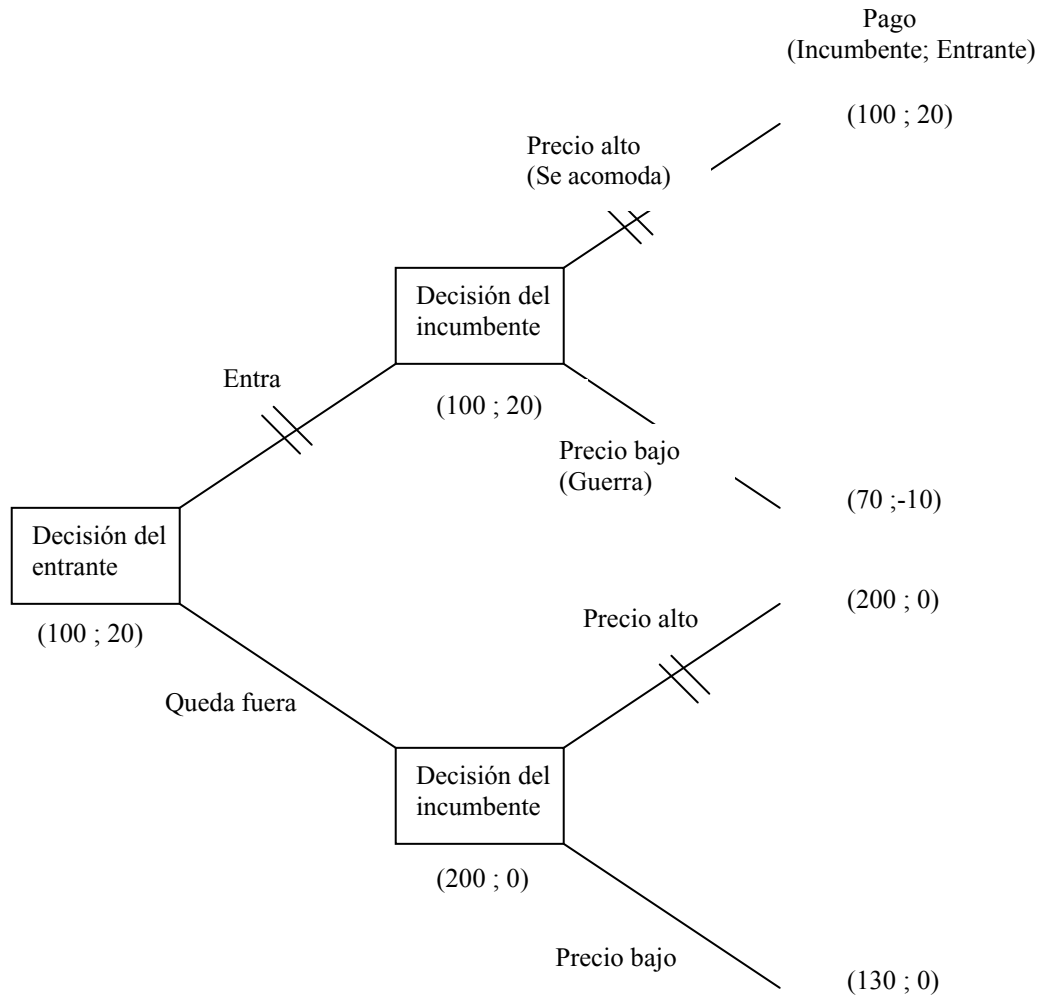 Pago
(Incumbente; Entrante)
(100 ; 20)
Precio alto
(Se acomoda)
Decisión del
incumbente
Entra
(100 ; 20)
Precio bajo
(Guerra)
(70 ;-10)
Decisión del
entrante
(200 ; 0)
Precio alto
(100 ; 20)
Queda fuera
Decisión del
incumbente
(200 ; 0)
Precio bajo
(130 ; 0)